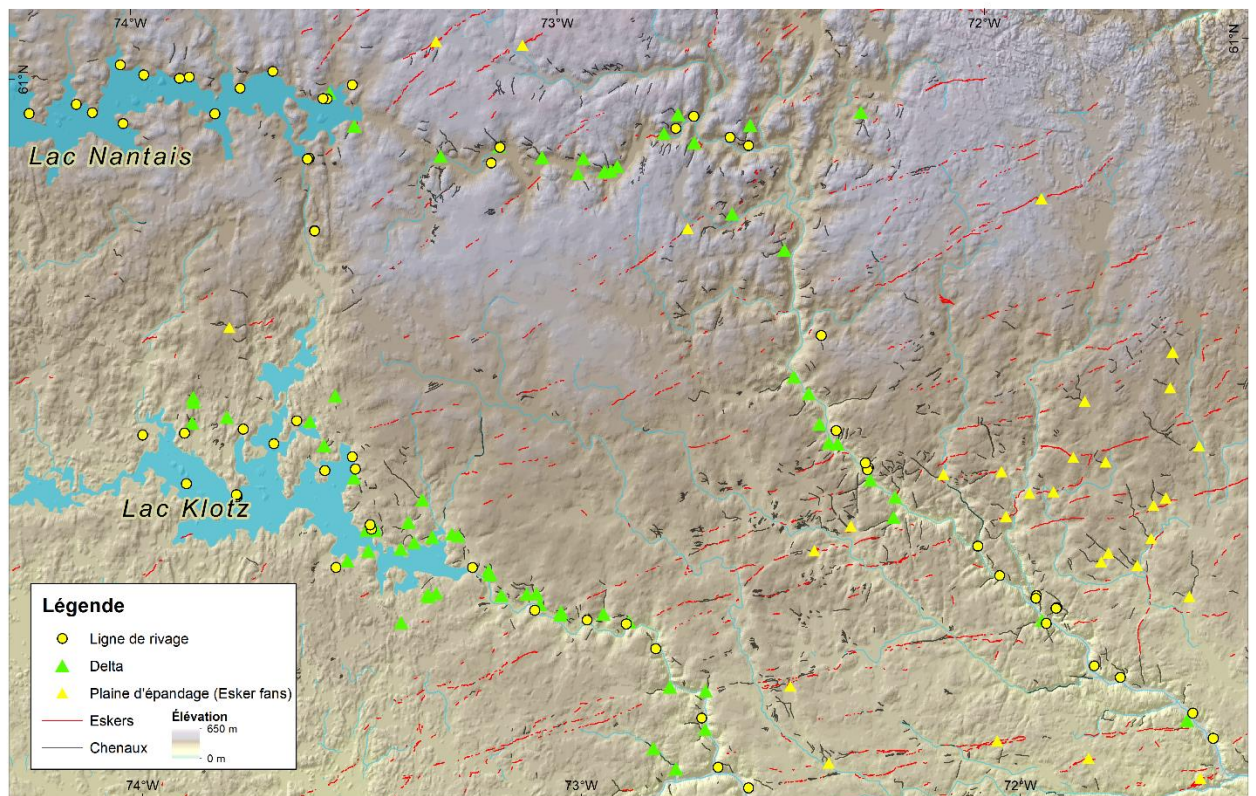 74°W
73°W
72°W
61°N
61°N
Lac Nantais
Lac Klotz
Légende
Ligne de rivage
Delta
Plaine d'épandage (Esker fans)
Eskers
Chenaux
Élévation
650 m
0 m
74°W
73°W
72°W